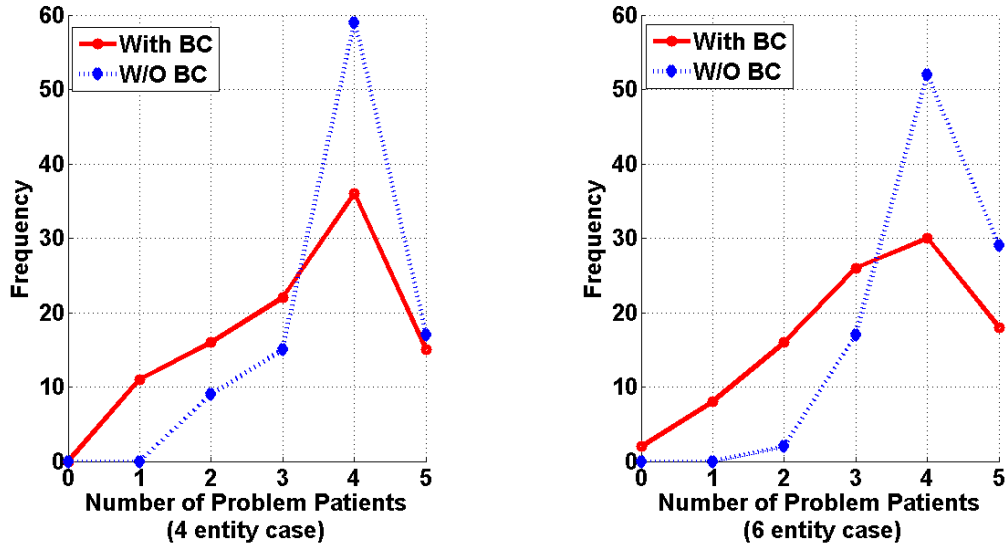 60
50
40
30
20
10
0
Frequency
With BC
W/O BC
0 1 2 3 4 5
Number of Problem Patients
(4 entity case)
60
50
40
30
20
10
0
Frequency
With BC
W/O BC
0 1 2 3 4 5
Number of Problem Patients
(6 entity case)